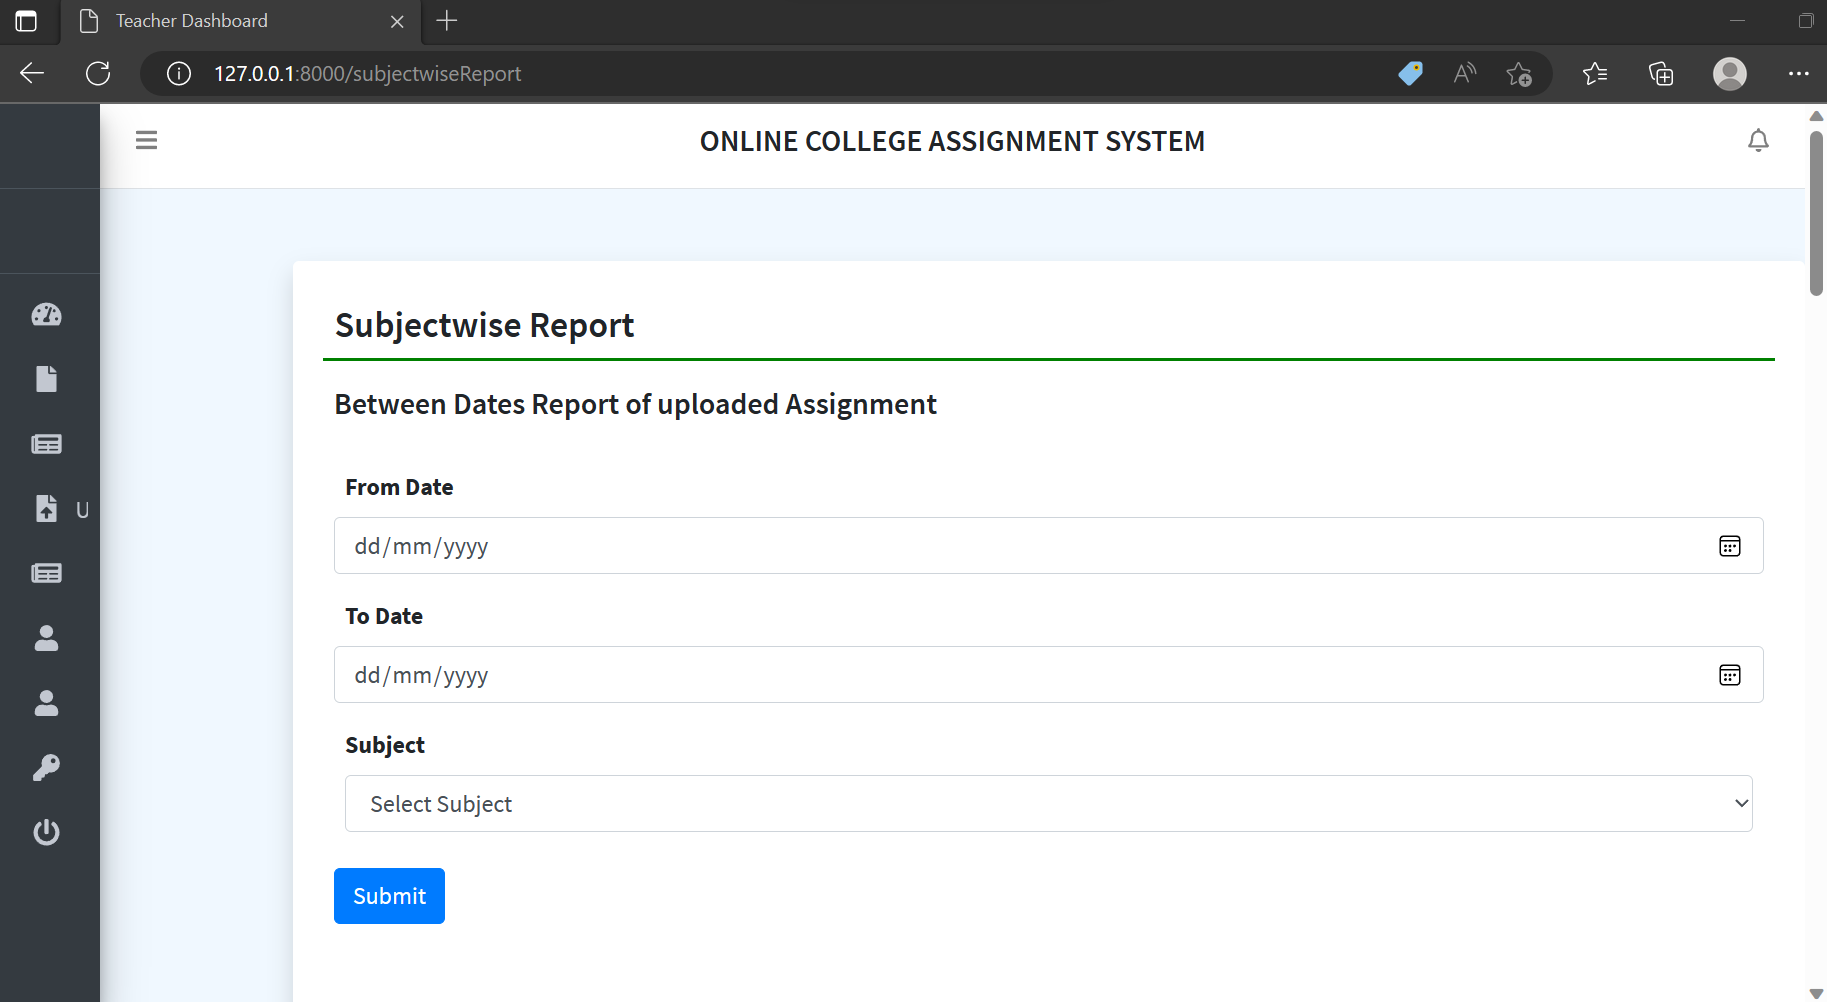 Teacher Dashboard
127.0.0.1:8000/subjectwiseReport
ONLINE COLLEGE ASSIGNMENT SYSTEM
Subjectwise Report
Between Dates Report of uploaded Assignment
From Date
dd/mm/yyyy
U
To Date
dd/mm/yyyy
Subject
Select Subject
Submit